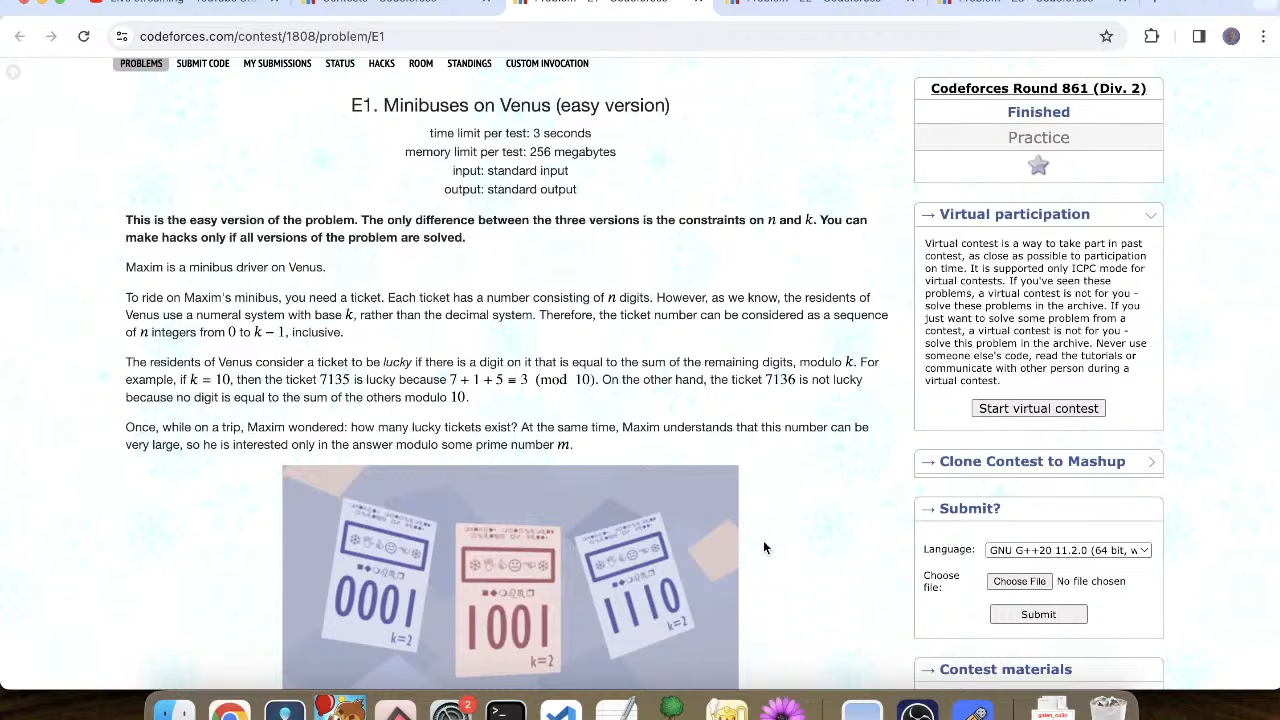 codeforces.com/contest/1808/problem/E1
PROBLEMS SUBMIT CODE MY SUBMISSIONS STATUS HACKS ROOM STANDINGS CUSTOM INVOCATION
E1. Minibuses on Venus (easy version)
time limit per test: 3 seconds
memory limit per test: 256 megabytes
input: standard input
output: standard output
This is the easy version of the problem. The only difference between the three versions is the constraints on n and k. You can
make hacks only if all versions of the problem are solved.
Maxim is a minibus driver on Venus.
To ride on Maxim's minibus, you need a ticket. Each ticket has a number consisting of n digits. However, as we know, the residents of
Venus use a numeral system with base k, rather than the decimal system. Therefore, the ticket number can be considered as a sequence
of n integers from 0 to k − 1, inclusive.
The residents of Venus consider a ticket to be lucky if there is a digit on it that is equal to the sum of the remaining digits, modulo k. For
example, if k = 10, then the ticket 7135 is lucky because 7 + 1 + 5 ≡ 3 (mod 10). On the other hand, the ticket 7136 is not lucky
because no digit is equal to the sum of the others modulo 10.
Once, while on a trip, Maxim wondered: how many lucky tickets exist? At the same time, Maxim understands that this number can be
very large, so he is interested only in the answer modulo some prime number m.
0001
k=2
1001
k=2
1110
k=2
Codeforces Round 861 (Div. 2)
Finished
Practice
→ Virtual participation
Virtual contest is a way to take part in past
contest, as close as possible to participation
on time. It is supported only ICPC mode for
virtual contests. If you've seen these
problems, a virtual contest is not for you -
solve these problems in the archive. If you
just want to solve some problem from a
contest, a virtual contest is not for you -
solve this problem in the archive. Never use
someone else's code, read the tutorials or
communicate with other person during a
virtual contest.
Start virtual contest
→ Clone Contest to Mashup
→ Submit?
Language: GNU G++20 11.2.0 (64 bit, w
Choose
file: Choose File No file chosen
Submit
→ Contest materials
2
galen_colin